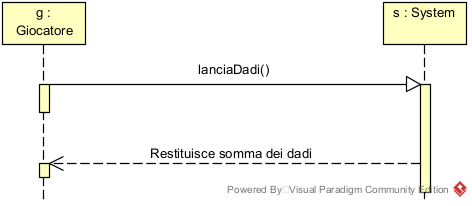 g :
Giocatore
s : System
lanciaDadi()
Restituisce somma dei dadi
Powered By Visual Paradigm Community Edition